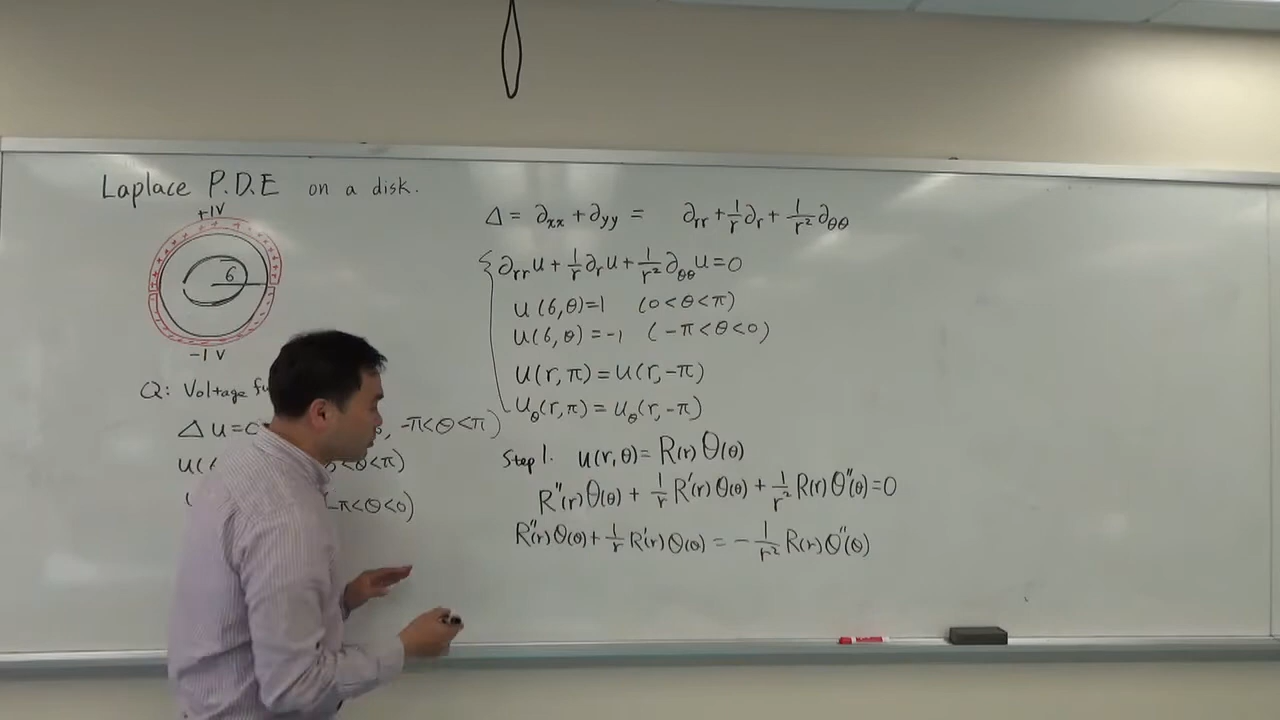 Laplace P.D.E on a disk.
+1V
6
-1 V
Q: Voltage
Δu=0 , -π<θ<π)
u(6 0<θ<π)
-π<θ<0)
Δ = ∂xx + ∂yy = ∂rr + 1/r ∂r + 1/r² ∂θθ
∂rr u + 1/r ∂r u + 1/r² ∂θθ u = 0
u(6,θ)=1 (0<θ<π)
u(6,θ)=-1 (-π<θ<0)
u(r,π)=u(r,-π)
uθ(r,π)=uθ(r,-π)
Step 1. u(r,θ)=R(r)Θ(θ)
R''(r)Θ(θ) + 1/r R'(r)Θ(θ) + 1/r² R(r)Θ''(θ)=0
R''(r)Θ(θ) + 1/r R'(r)Θ(θ) = - 1/r² R(r)Θ''(θ)